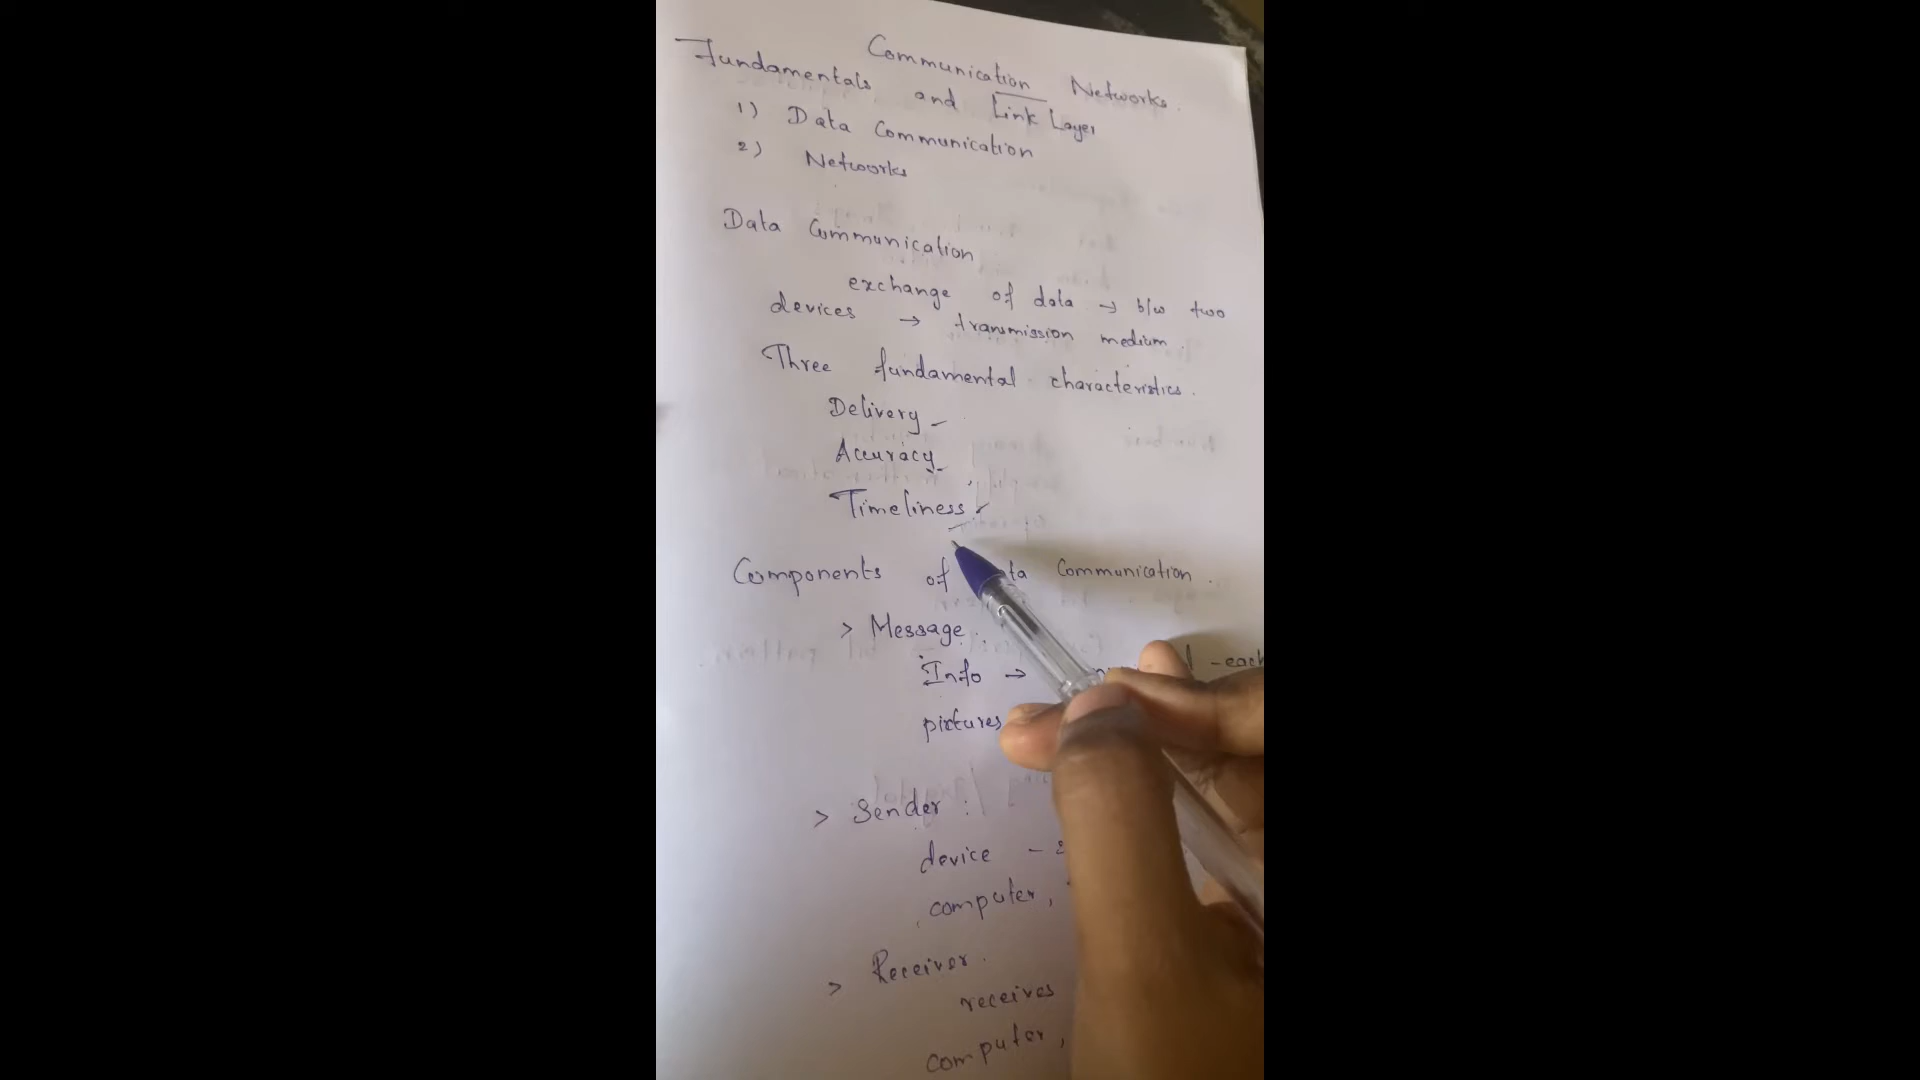 Communication Networks.
Fundamentals and Link Layer
1) Data Communication
2) Networks
Data Communication
exchange of data → b/w two
devices → transmission medium.
Three fundamental characteristics.
Delivery
Accuracy
Timeliness
Components of Communication.
> Message.
Info → - each
pictures
> Sender :
device -
computer,
> Receiver.
receives
computer,